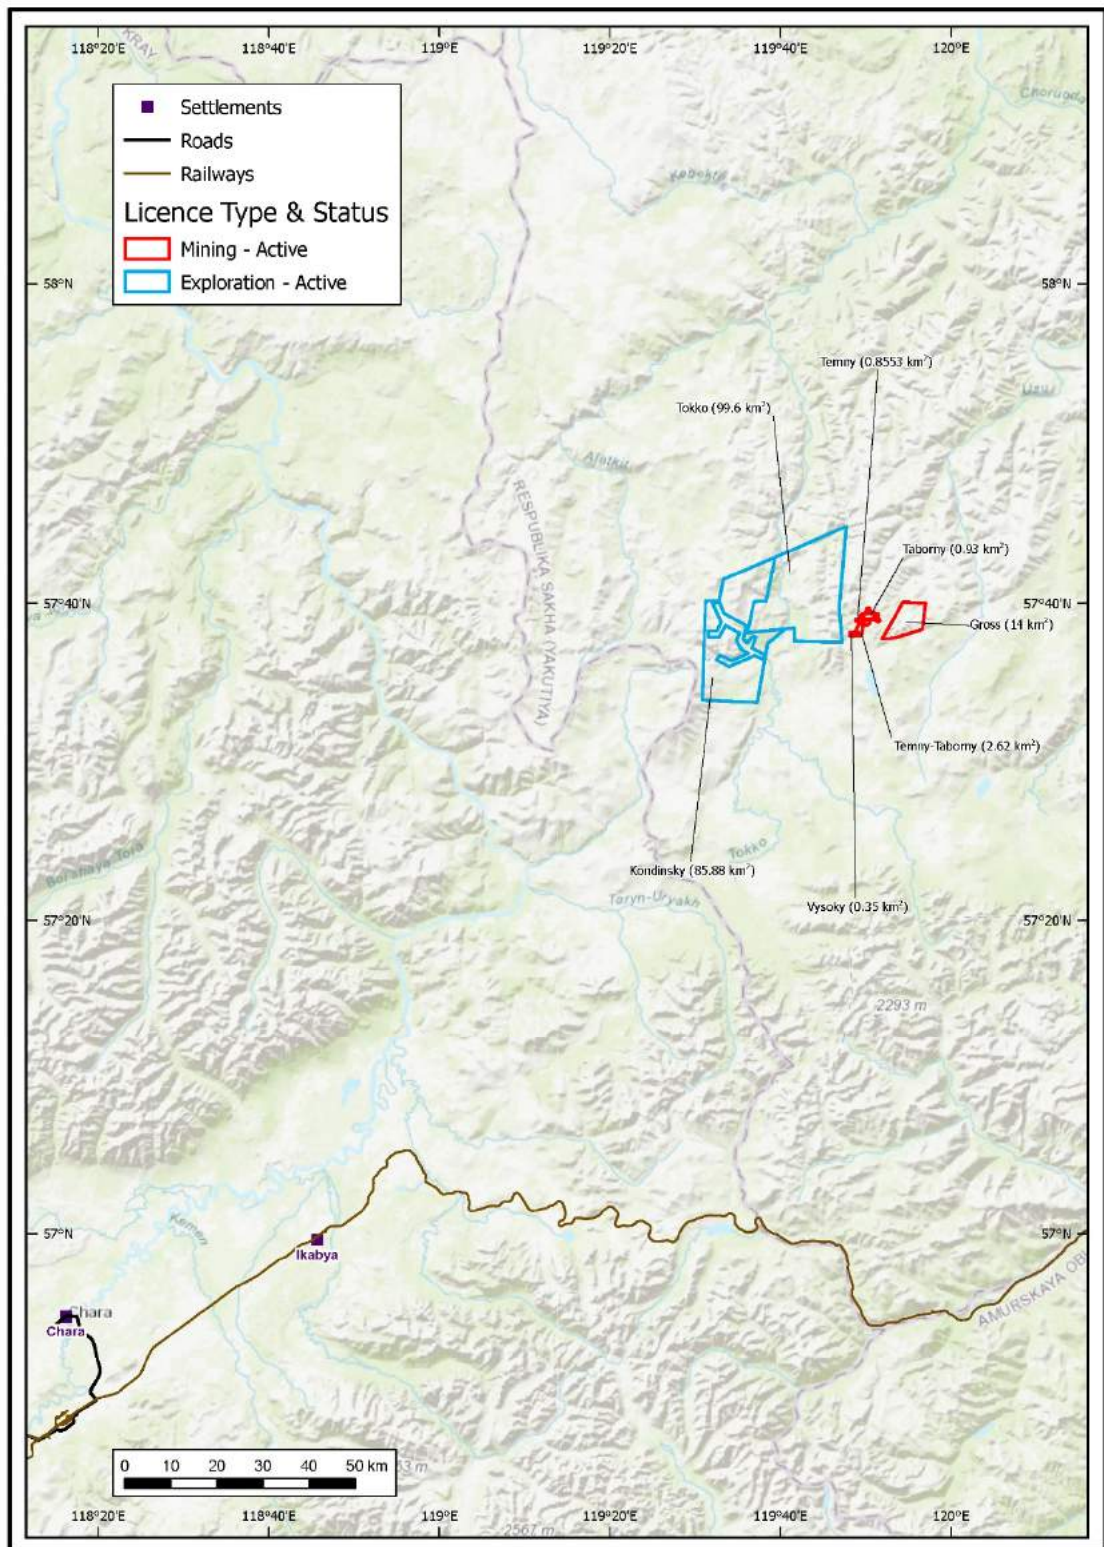 118°20'E
118°40'E
119°E
119°20'E
119°40'E
120°E
KRAY
Settlements
Roads
Railways
Licence Type & Status
Mining - Active
Exploration - Active
58°N
58°N
Temny (0.8553 km²)
Tokko (99.6 km²)
RESPUBLIKA SAKHA (YAKUTIYA)
Taborny (0.93 km²)
57°40'N
57°40'N
Gross (14 km²)
Temny-Taborny (2.62 km²)
Tokko
Kondinsky (85.88 km²)
Taryn-Uryakh
Vysoky (0.35 km²)
57°20'N
57°20'N
2293 m
57°N
57°N
Kemen
Ikabya
Chara
Chara
AMURSKAYA OB
0 10 20 30 40 50 km
2567 m
118°20'E
118°40'E
119°E
119°20'E
119°40'E
120°E